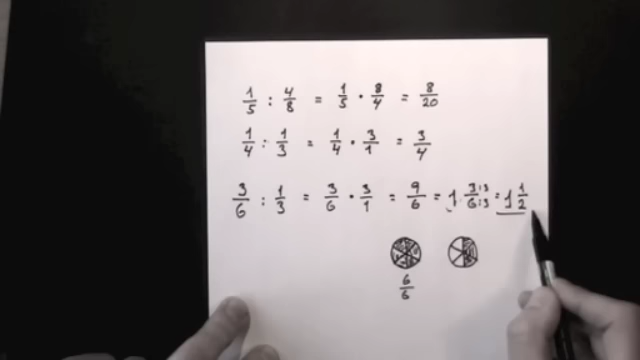 1/5 : 4/8 = 1/5 · 8/4 = 8/20
1/4 : 1/3 = 1/4 · 3/1 = 3/4
3/6 : 1/3 = 3/6 · 3/1 = 9/6 = 1 3:3/6:3 = 1 1/2
6/6